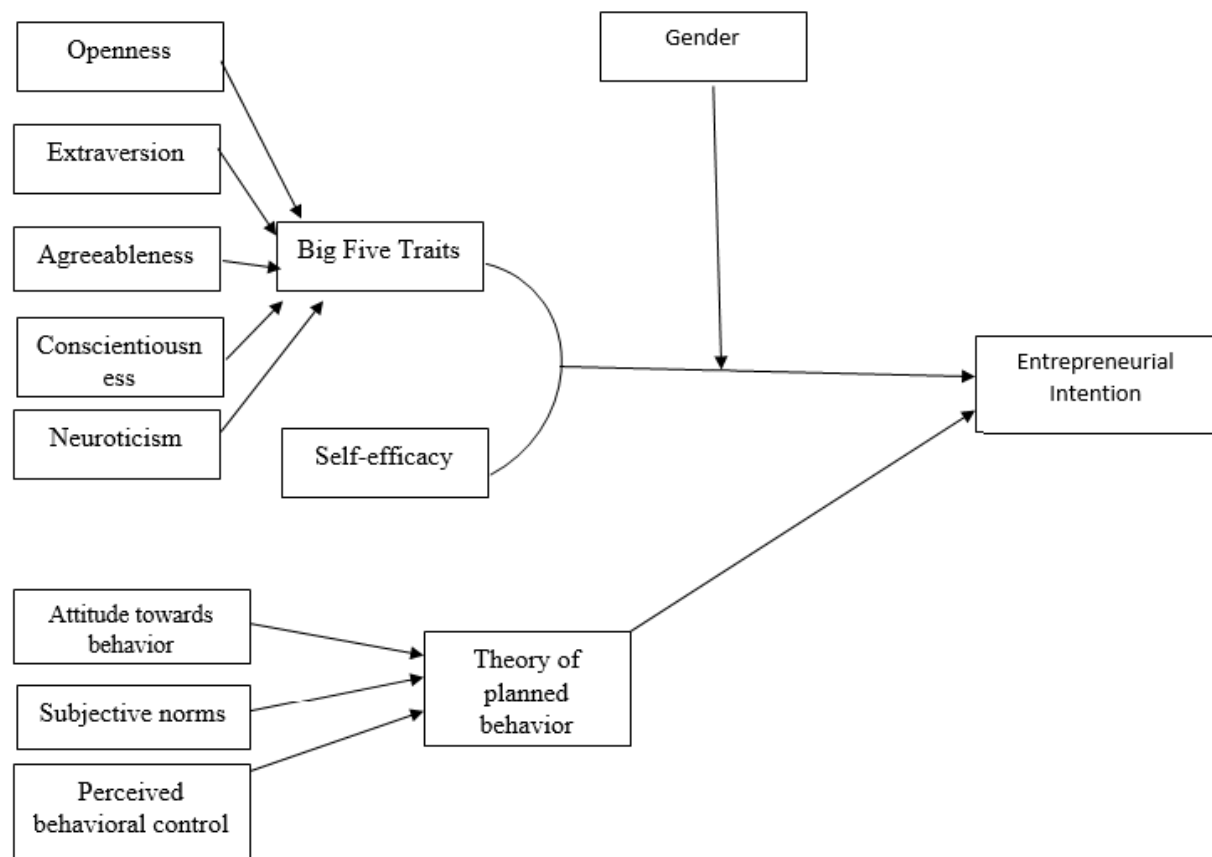 Openness
Gender
Extraversion
Agreeableness
Big Five Traits
Conscientiousn
ess
Entrepreneurial
Intention
Neuroticism
Self-efficacy
Attitude towards
behavior
Theory of
planned
behavior
Subjective norms
Perceived
behavioral control